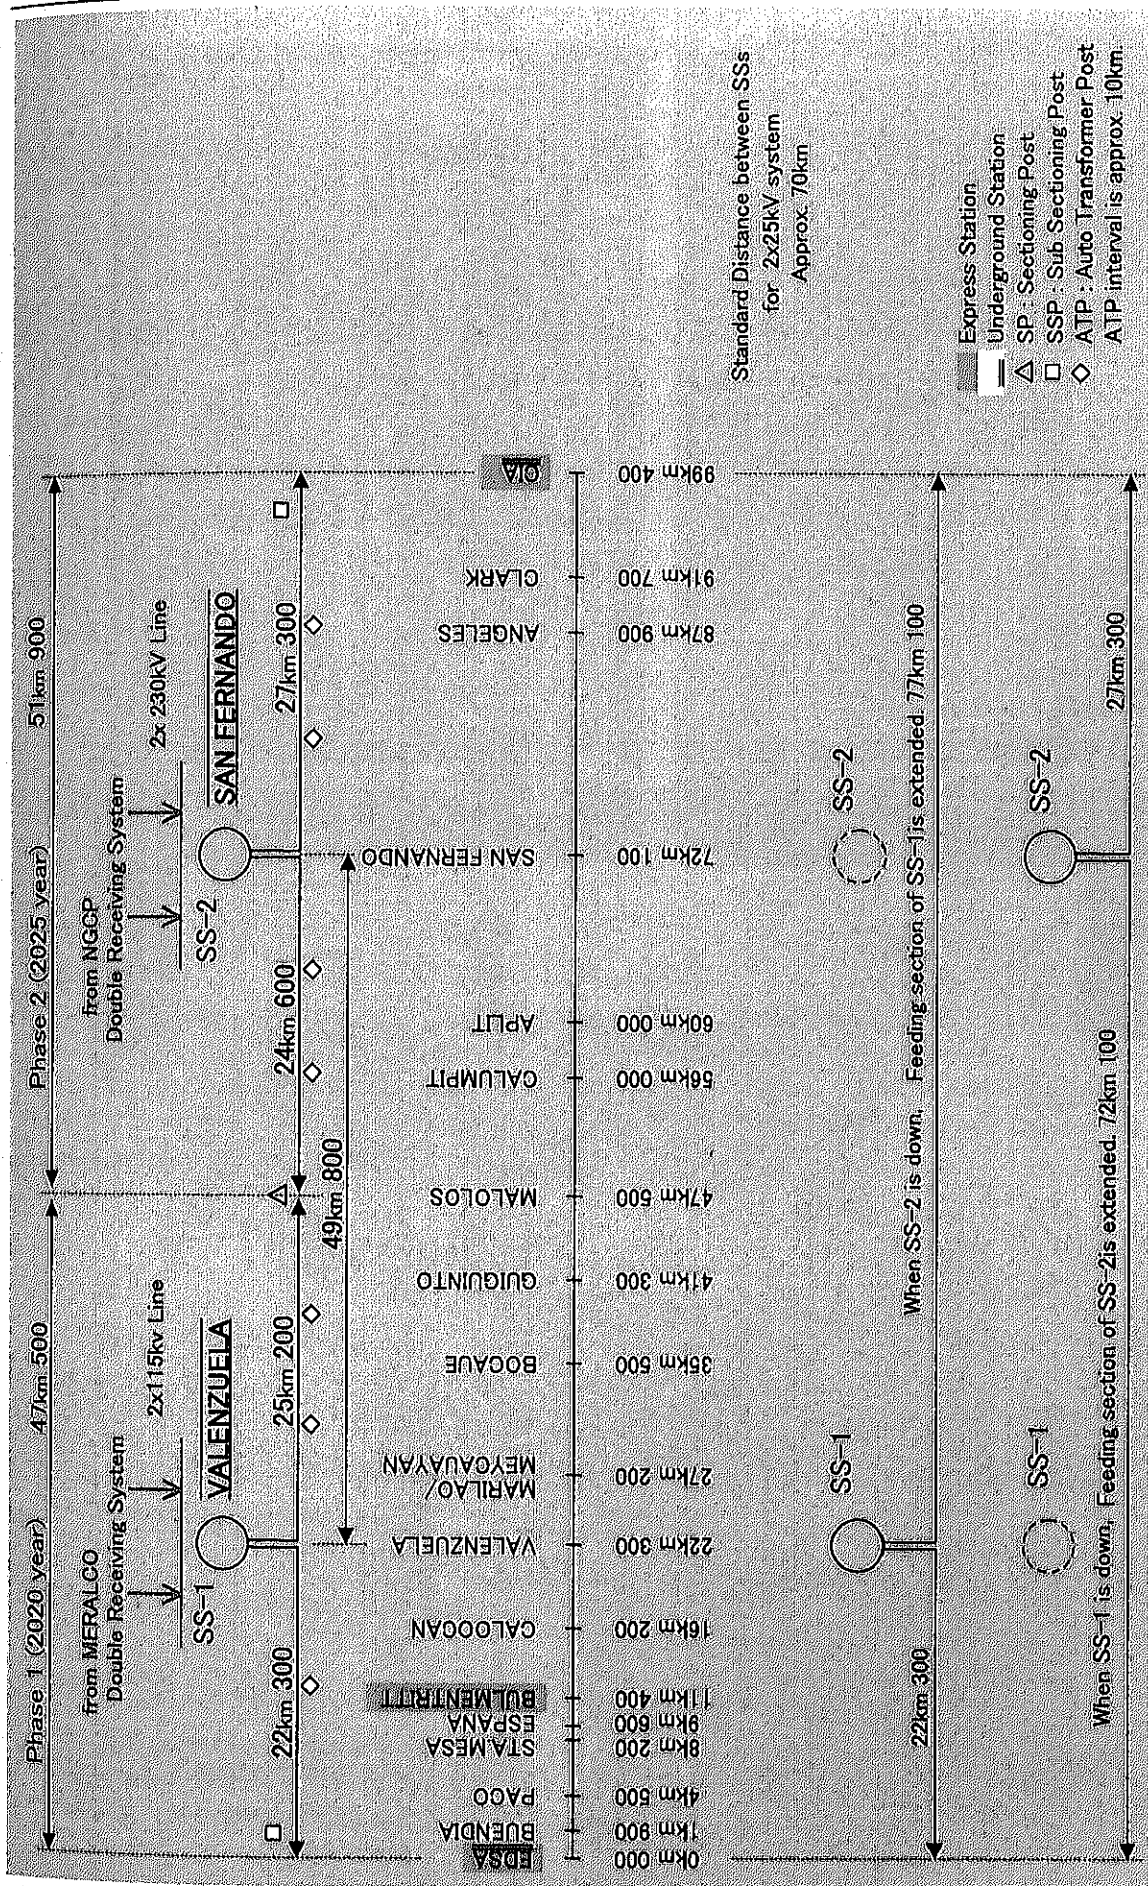 Phase 1 (2020 year)
47km 500
Phase 2 (2025 year)
51km 900
from MERALCO
Double Receiving System
2x115kv Line
from NGCP
Double Receiving System
2x 230kV Line
SS-1
VALENZUELA
SS-2
SAN FERNANDO
22km 300
25km 200
24km 600
27km 300
49km 800
EDSA
BUENDIA
PACO
STA MESA
ESPANA
BULMENTRITT
CALOOCAN
VALENZUELA
MARILAO/
MEYCAUAYAN
BOCAUE
GUIGUINTO
MALOLOS
CALUMPIT
APLIT
SAN FERNANDO
ANGELES
CLARK
CIA
0km 000
1km 900
4km 500
8km 200
9km 600
11km 400
16km 200
22km 300
27km 200
35km 500
41km 300
47km 500
56km 000
60km 000
72km 100
87km 900
91km 700
99km 400
Standard Distance between SSs
for 2x25kV system
Approx. 70km
SS-1
SS-2
22km 300
When SS-2 is down, Feeding section of SS-1is extended. 77km 100
SS-1
SS-2
When SS-1 is down, Feeding section of SS-2is extended. 72km 100
27km 300
Express Station
Underground Station
SP : Sectioning Post
SSP : Sub Sectioning Post
ATP : Auto Transformer Post
ATP interval is approx. 10km.